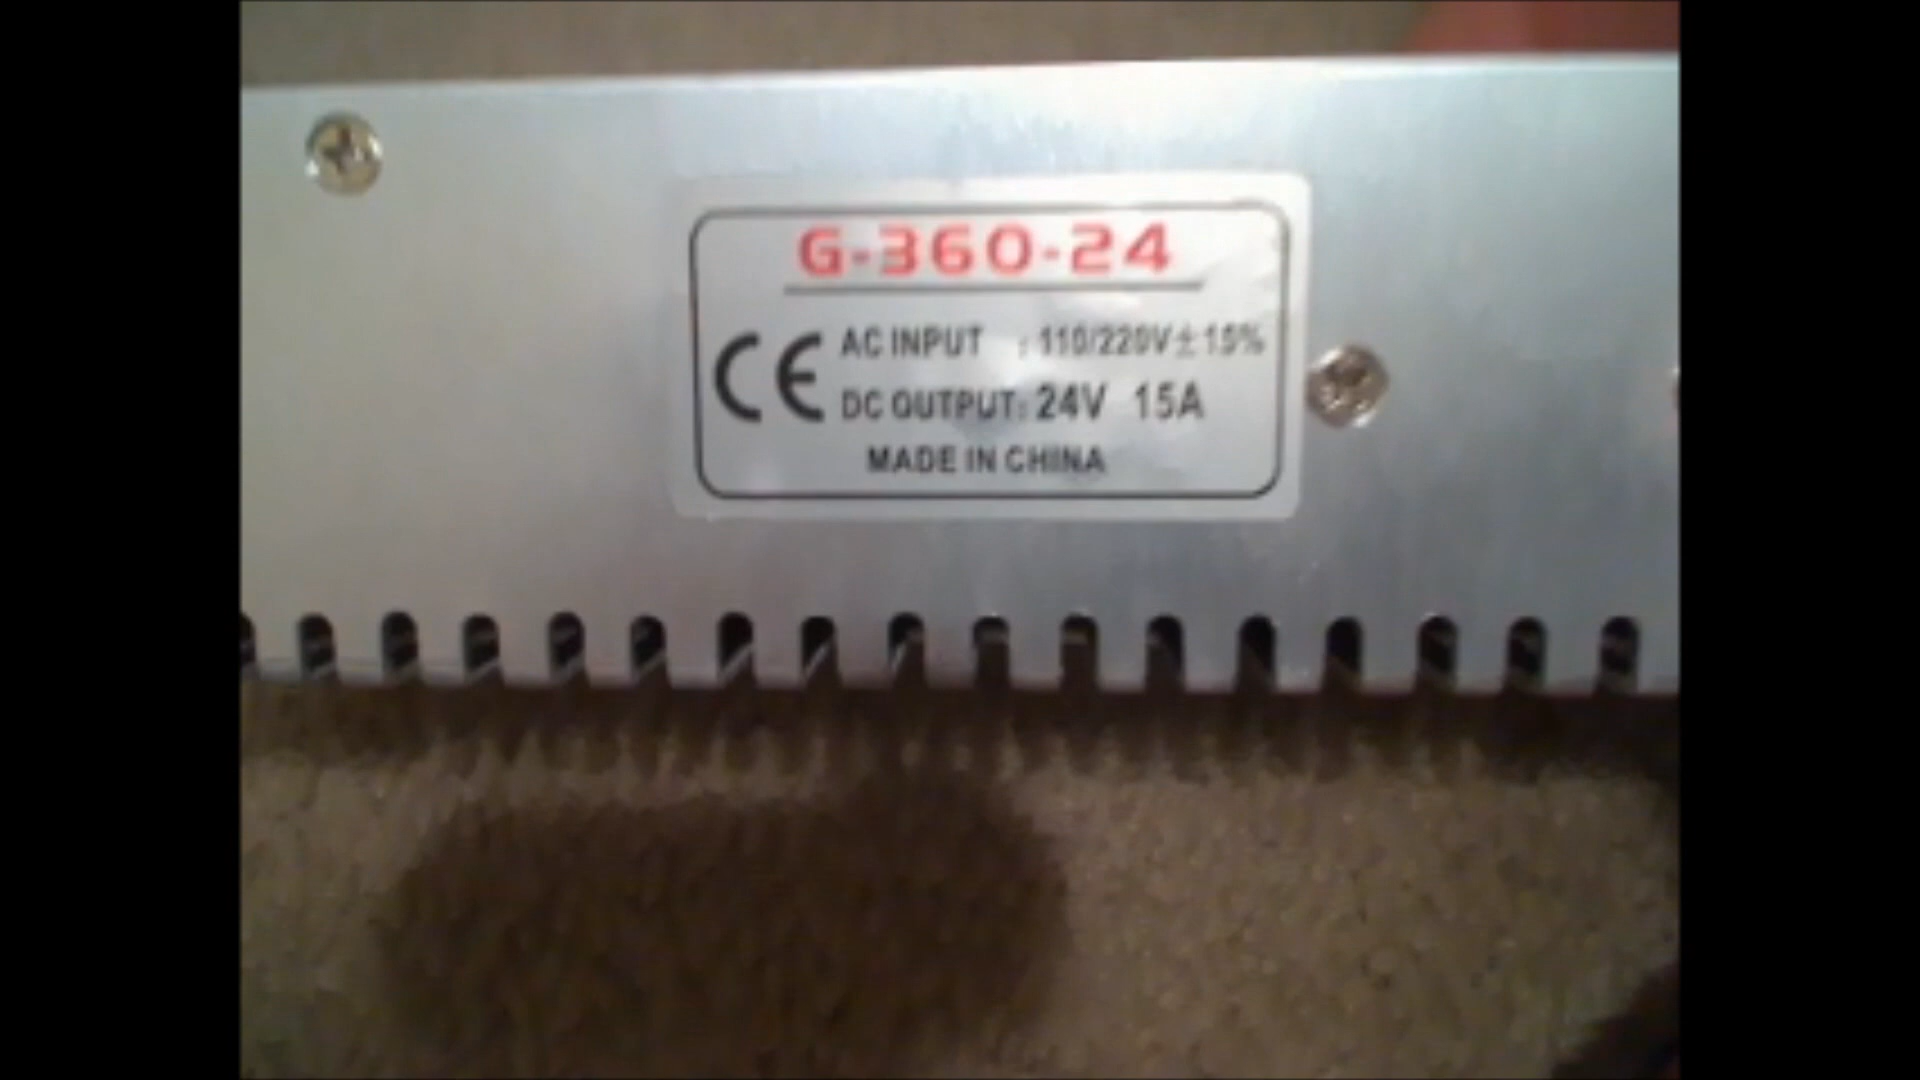 G-360-24
CE AC INPUT : 110/220V±15%
DC OUTPUT: 24V 15A
MADE IN CHINA